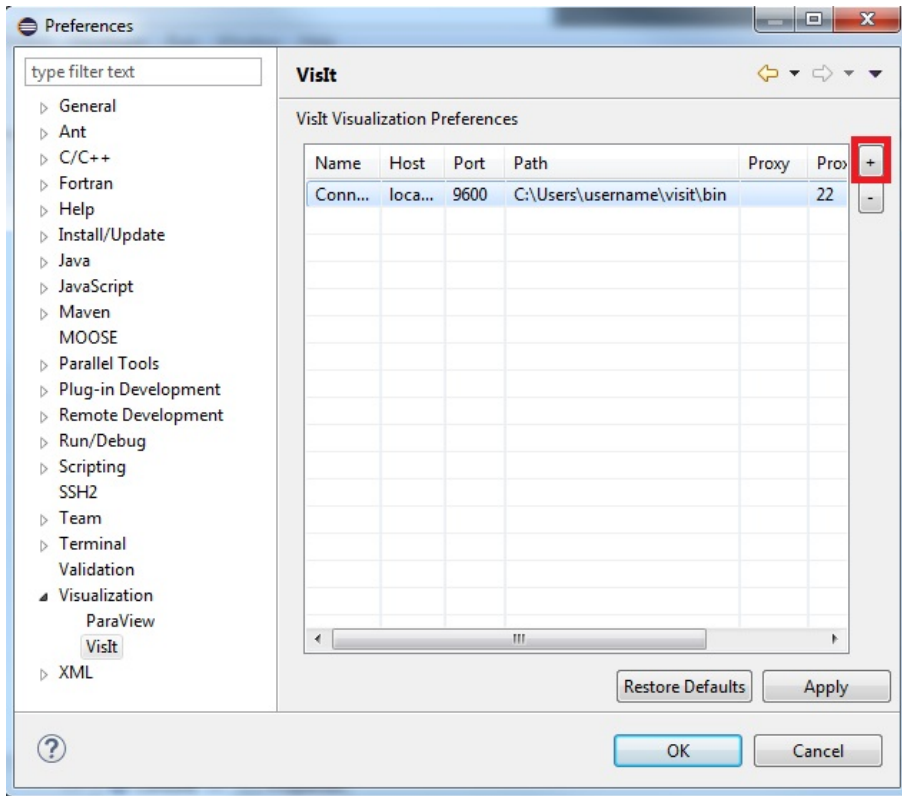 Preferences
type filter text
General
Ant
C/C++
Fortran
Help
Install/Update
Java
JavaScript
Maven
MOOSE
Parallel Tools
Plug-in Development
Remote Development
Run/Debug
Scripting
SSH2
Team
Terminal
Validation
Visualization
ParaView
VisIt
XML
VisIt
VisIt Visualization Preferences
Name Host Port Path Proxy Prox
Conn... loca... 9600 C:\Users\username\visit\bin 22
+
-
Restore Defaults Apply
?
OK Cancel